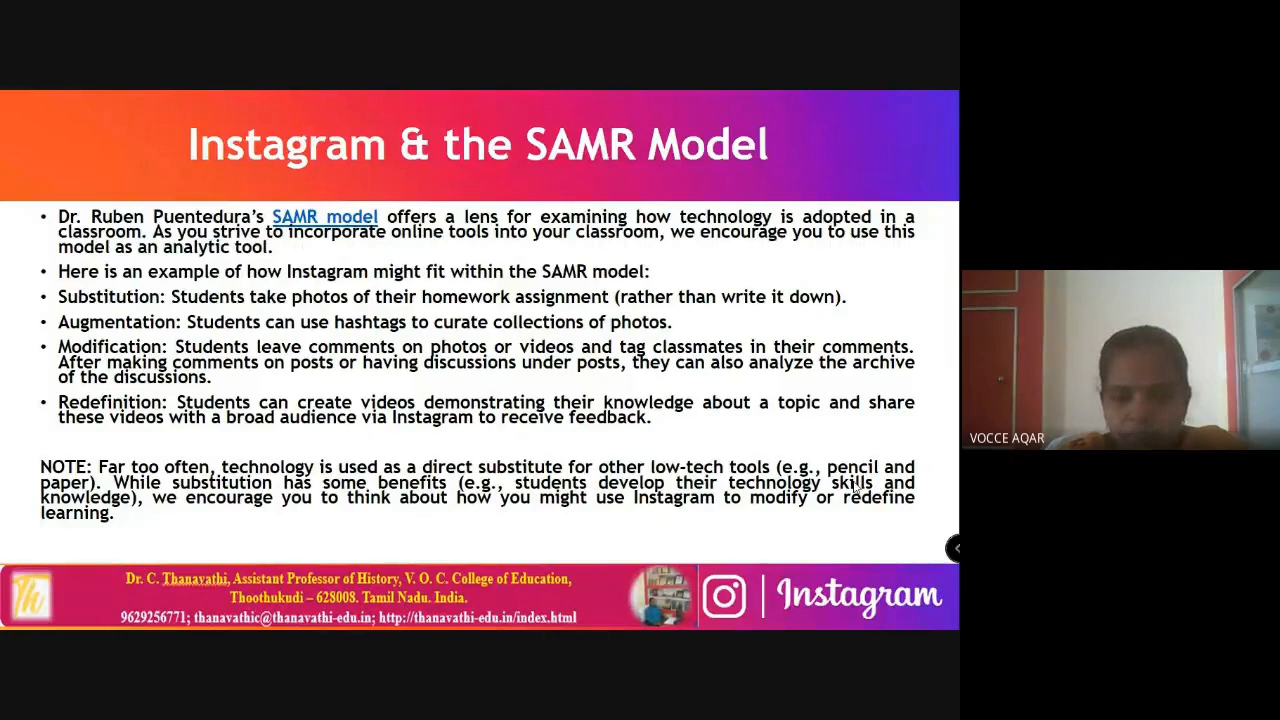 Instagram & the SAMR Model
• Dr. Ruben Puentedura's SAMR model offers a lens for examining how technology is adopted in a
classroom. As you strive to incorporate online tools into your classroom, we encourage you to use this
model as an analytic tool.
• Here is an example of how Instagram might fit within the SAMR model:
• Substitution: Students take photos of their homework assignment (rather than write it down).
• Augmentation: Students can use hashtags to curate collections of photos.
• Modification: Students leave comments on photos or videos and tag classmates in their comments.
After making comments on posts or having discussions under posts, they can also analyze the archive
of the discussions.
• Redefinition: Students can create videos demonstrating their knowledge about a topic and share
these videos with a broad audience via Instagram to receive feedback.
NOTE: Far too often, technology is used as a direct substitute for other low-tech tools (e.g., pencil and
paper). While substitution has some benefits (e.g., students develop their technology skills and
knowledge), we encourage you to think about how you might use Instagram to modify or redefine
learning.
Th
Dr. C. Thanavathi, Assistant Professor of History, V. O. C. College of Education,
Thoothukudi – 628008. Tamil Nadu. India.
9629256771; thanavathic@thanavathi-edu.in; http://thanavathi-edu.in/index.html
Instagram
VOCCE AQAR